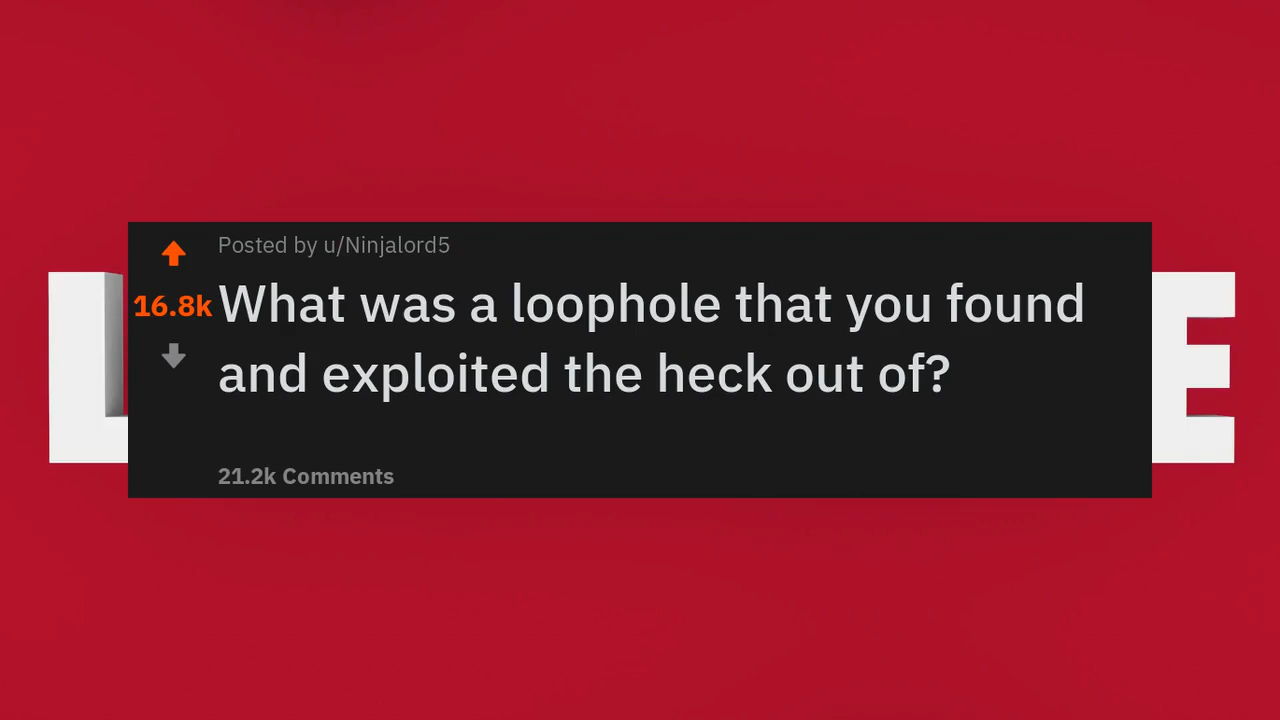 Posted by u/Ninjalord5
16.8k
What was a loophole that you found
and exploited the heck out of?
21.2k Comments
L
E